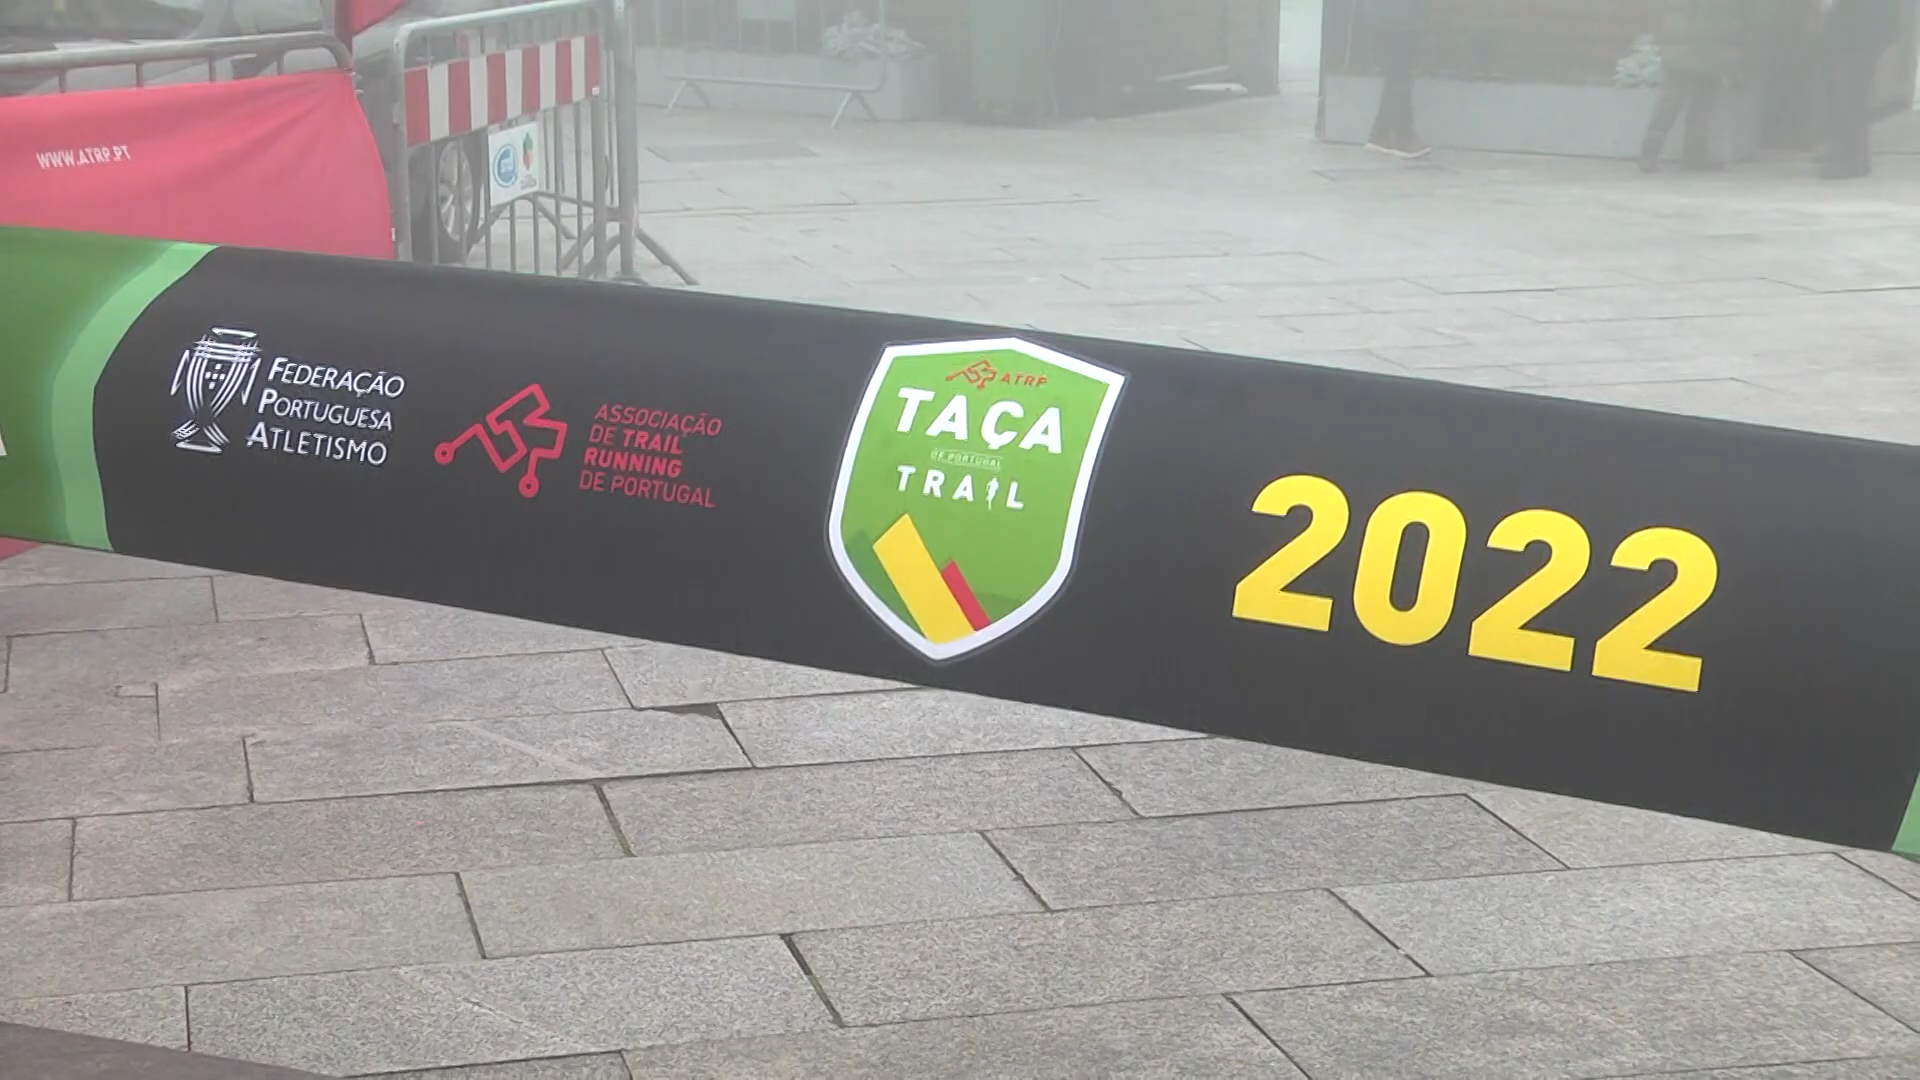 WWW.ATRP.PT
FEDERAÇÃO
PORTUGUESA
ATLETISMO
ASSOCIAÇÃO
DE TRAIL
RUNNING
DE PORTUGAL
ATRP
TAÇA
DE PORTUGAL
TRAIL
2022